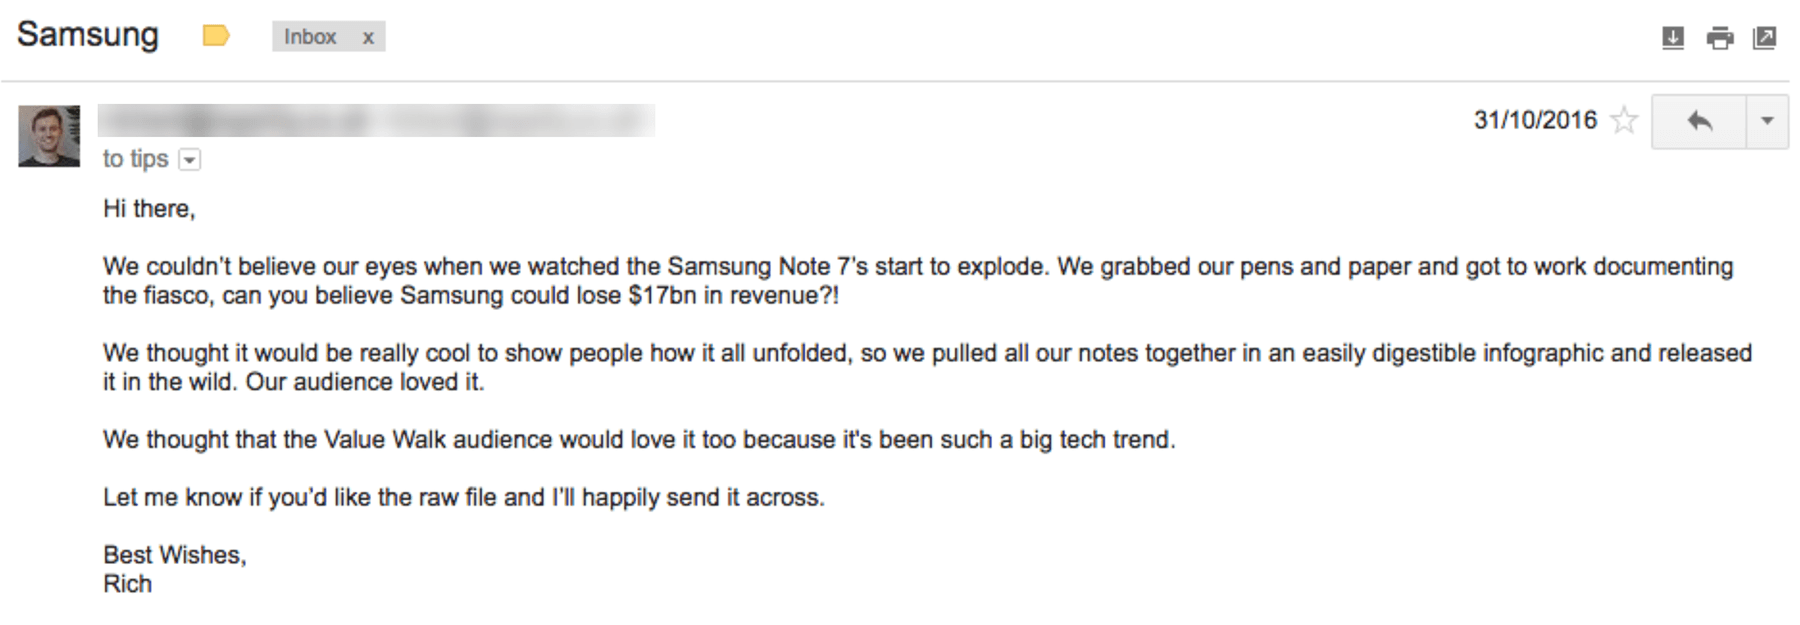 Samsung
Inbox x
31/10/2016
to tips
Hi there,
We couldn't believe our eyes when we watched the Samsung Note 7's start to explode. We grabbed our pens and paper and got to work documenting
the fiasco, can you believe Samsung could lose $17bn in revenue?!
We thought it would be really cool to show people how it all unfolded, so we pulled all our notes together in an easily digestible infographic and released
it in the wild. Our audience loved it.
We thought that the Value Walk audience would love it too because it's been such a big tech trend.
Let me know if you'd like the raw file and I'll happily send it across.
Best Wishes,
Rich